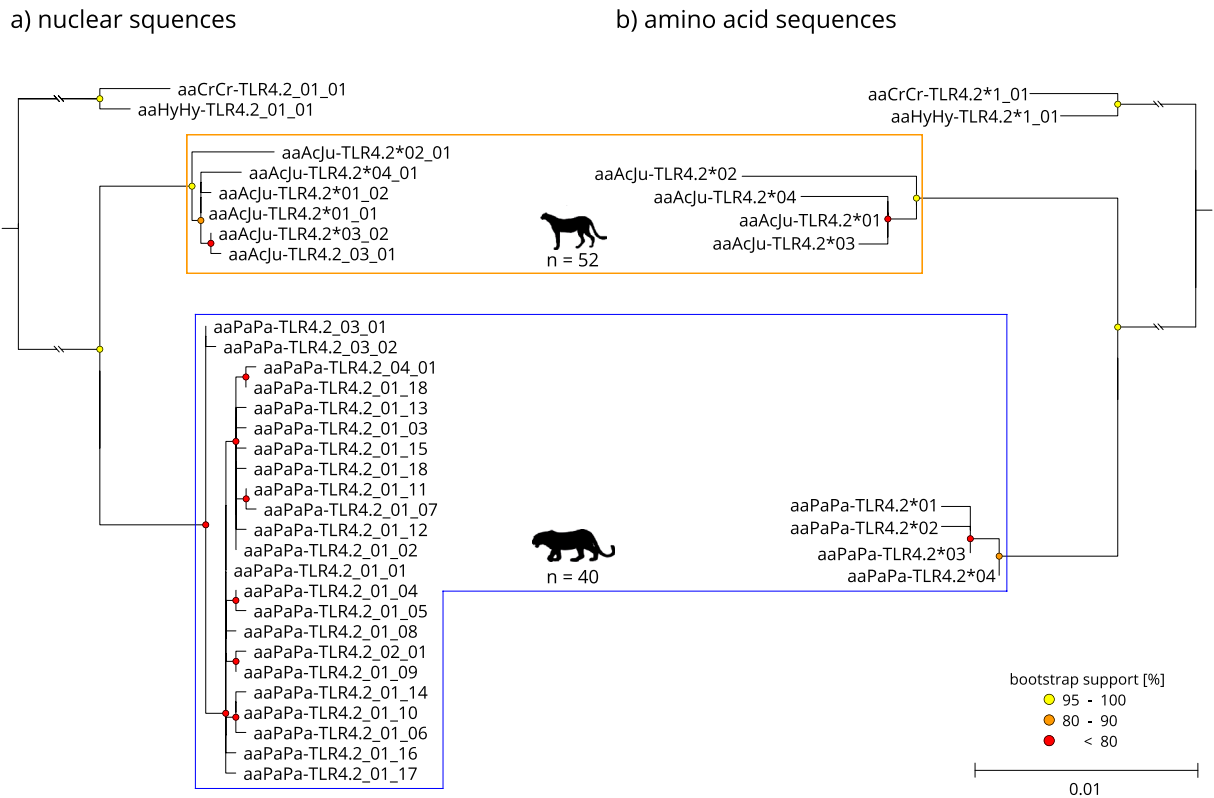 a) nuclear squences
b) amino acid sequences
aaCrCr-TLR4.2_01_01
aaHyHy-TLR4.2_01_01
aaCrCr-TLR4.2*1_01
aaHyHy-TLR4.2*1_01
aaAcJu-TLR4.2*02_01
aaAcJu-TLR4.2*04_01
aaAcJu-TLR4.2*01_02
aaAcJu-TLR4.2*01_01
aaAcJu-TLR4.2*03_02
aaAcJu-TLR4.2_03_01
n = 52
aaAcJu-TLR4.2*02
aaAcJu-TLR4.2*04
aaAcJu-TLR4.2*01
aaAcJu-TLR4.2*03
aaPaPa-TLR4.2_03_01
aaPaPa-TLR4.2_03_02
aaPaPa-TLR4.2_04_01
aaPaPa-TLR4.2_01_18
aaPaPa-TLR4.2_01_13
aaPaPa-TLR4.2_01_03
aaPaPa-TLR4.2_01_15
aaPaPa-TLR4.2_01_18
aaPaPa-TLR4.2_01_11
aaPaPa-TLR4.2_01_07
aaPaPa-TLR4.2_01_12
aaPaPa-TLR4.2_01_02
aaPaPa-TLR4.2_01_01
aaPaPa-TLR4.2_01_04
aaPaPa-TLR4.2_01_05
aaPaPa-TLR4.2_01_08
aaPaPa-TLR4.2_02_01
aaPaPa-TLR4.2_01_09
aaPaPa-TLR4.2_01_14
aaPaPa-TLR4.2_01_10
aaPaPa-TLR4.2_01_06
aaPaPa-TLR4.2_01_16
aaPaPa-TLR4.2_01_17
n = 40
aaPaPa-TLR4.2*01
aaPaPa-TLR4.2*02
aaPaPa-TLR4.2*03
aaPaPa-TLR4.2*04
bootstrap support [%]
95 - 100
80 - 90
< 80
0.01